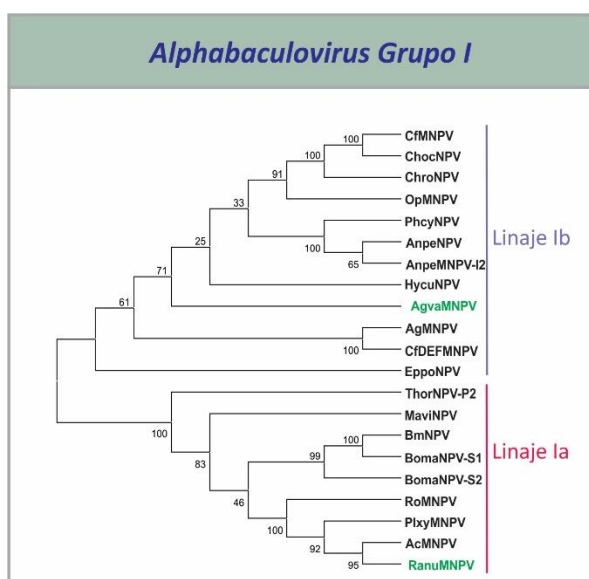 Alphabaculovirus Grupo I
100
CfMNPV
ChocNPV
100
ChroNPV
91
OpMNPV
33
PhcyNPV
100
AnpeNPV
65
AnpeMNPV-I2
25
HycuNPV
71
AgvaMNPV
61
AgMNPV
100
CfDEFMNPV
EppoNPV
Linaje Ib
ThorNPV-P2
100
MaviNPV
83
BmNPV
100
BomaNPV-S1
99
BomaNPV-S2
46
RoMNPV
100
PlxyMNPV
92
AcMNPV
95
RanuMNPV
Linaje Ia